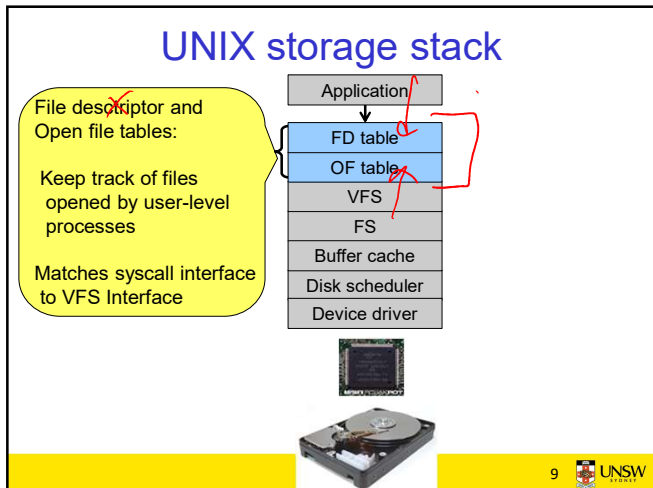 UNIX storage stack
File desctriptor and
Open file tables:
Keep track of files
opened by user-level
processes
Matches syscall interface
to VFS Interface
Application
FD table
OF table
VFS
FS
Buffer cache
Disk scheduler
Device driver
9
UNSW
SYDNEY